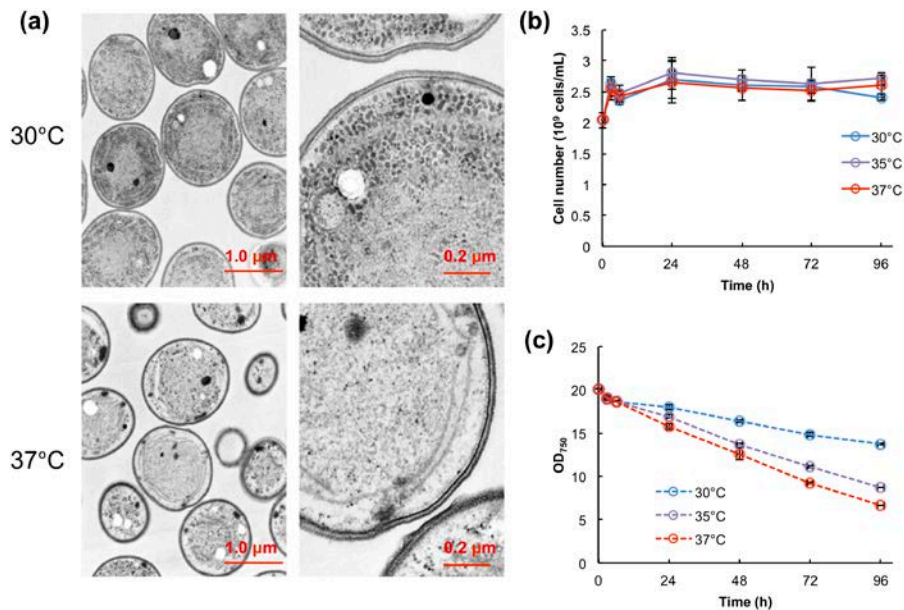 (a)
30°C
1.0 µm
0.2 µm
37°C
1.0 µm
0.2 µm
(b)
Cell number (10⁹ cells/mL)
3.5
3
2.5
2
1.5
1
0.5
0
0 24 48 72 96
Time (h)
30°C
35°C
37°C
(c)
OD₇₅₀
25
20
15
10
5
0
0 24 48 72 96
Time (h)
30°C
35°C
37°C